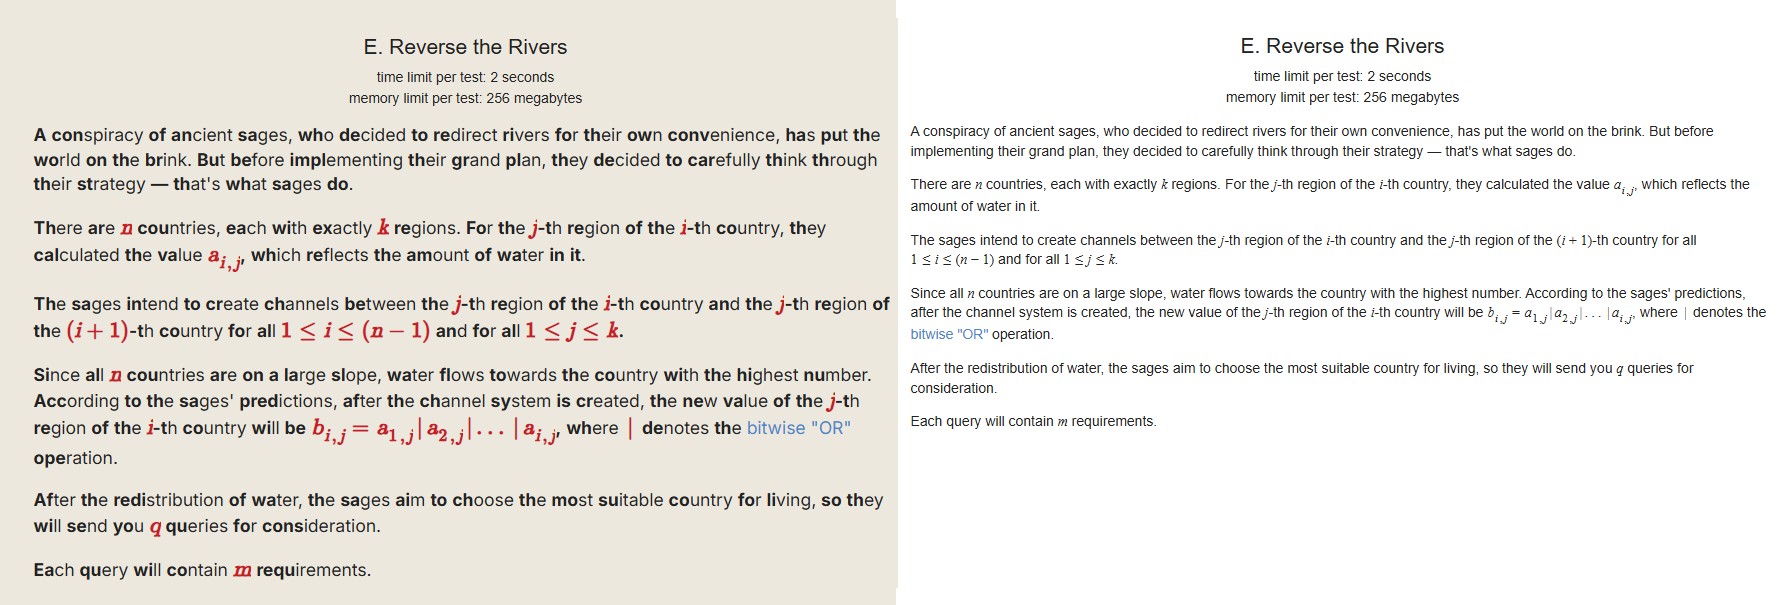 E. Reverse the Rivers
time limit per test: 2 seconds
memory limit per test: 256 megabytes
A conspiracy of ancient sages, who decided to redirect rivers for their own convenience, has put the
world on the brink. But before implementing their grand plan, they decided to carefully think through
their strategy — that's what sages do.
There are n countries, each with exactly k regions. For the j-th region of the i-th country, they
calculated the value a_{i,j}, which reflects the amount of water in it.
The sages intend to create channels between the j-th region of the i-th country and the j-th region of
the (i + 1)-th country for all 1 ≤ i ≤ (n − 1) and for all 1 ≤ j ≤ k.
Since all n countries are on a large slope, water flows towards the country with the highest number.
According to the sages' predictions, after the channel system is created, the new value of the j-th
region of the i-th country will be b_{i,j} = a_{1,j}|a_{2,j}|...|a_{i,j}, where | denotes the bitwise "OR"
operation.
After the redistribution of water, the sages aim to choose the most suitable country for living, so they
will send you q queries for consideration.
Each query will contain m requirements.
E. Reverse the Rivers
time limit per test: 2 seconds
memory limit per test: 256 megabytes
A conspiracy of ancient sages, who decided to redirect rivers for their own convenience, has put the world on the brink. But before
implementing their grand plan, they decided to carefully think through their strategy — that's what sages do.
There are n countries, each with exactly k regions. For the j-th region of the i-th country, they calculated the value a_{i,j}, which reflects the
amount of water in it.
The sages intend to create channels between the j-th region of the i-th country and the j-th region of the (i + 1)-th country for all
1 ≤ i ≤ (n − 1) and for all 1 ≤ j ≤ k.
Since all n countries are on a large slope, water flows towards the country with the highest number. According to the sages' predictions,
after the channel system is created, the new value of the j-th region of the i-th country will be b_{i,j} = a_{1,j}|a_{2,j}|...|a_{i,j}, where | denotes the
bitwise "OR" operation.
After the redistribution of water, the sages aim to choose the most suitable country for living, so they will send you q queries for
consideration.
Each query will contain m requirements.